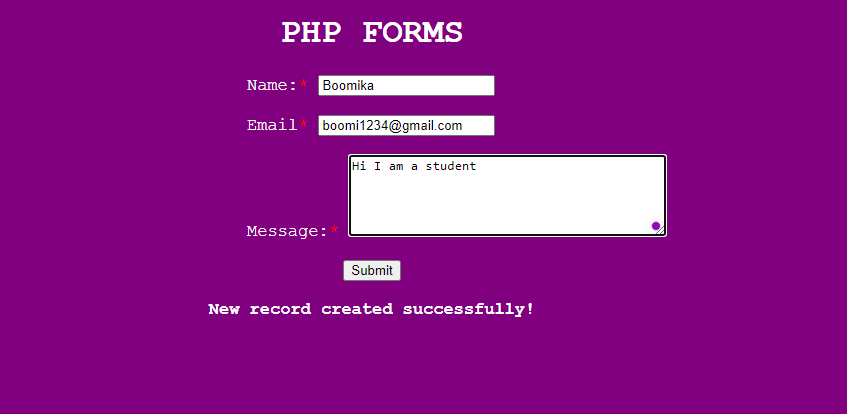 PHP FORMS
Name:* Boomika
Email* boomi1234@gmail.com
Hi I am a student
Message:*
Submit
New record created successfully!